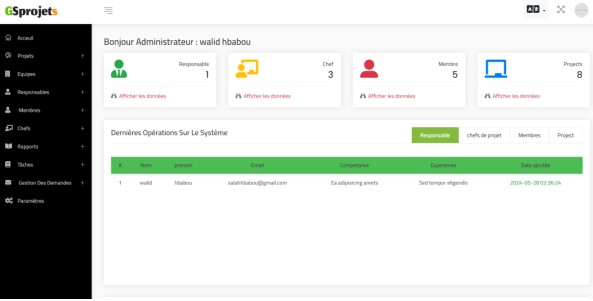 GSprojets
Bonjour Administrateur : walid hbabou
Acceuil
Projets +
Equipes +
Responsables +
Membres +
Chefs +
Rapports +
Tâches +
Gestion Des Demandes +
Paramètres
Responsable
1
Afficher les données
Chef
3
Afficher les données
Membre
5
Afficher les données
Projects
8
Afficher les données
Dernières Opérations Sur Le Système
Responsable chefs de projet Membres Project
# Nom prenom Email Competance Experience Date ajoutée
1 walid hbabou salahhbabou@gmail.com Ea adipisicing amets Sed tempor eligendis 2024-05-28 02:36:24